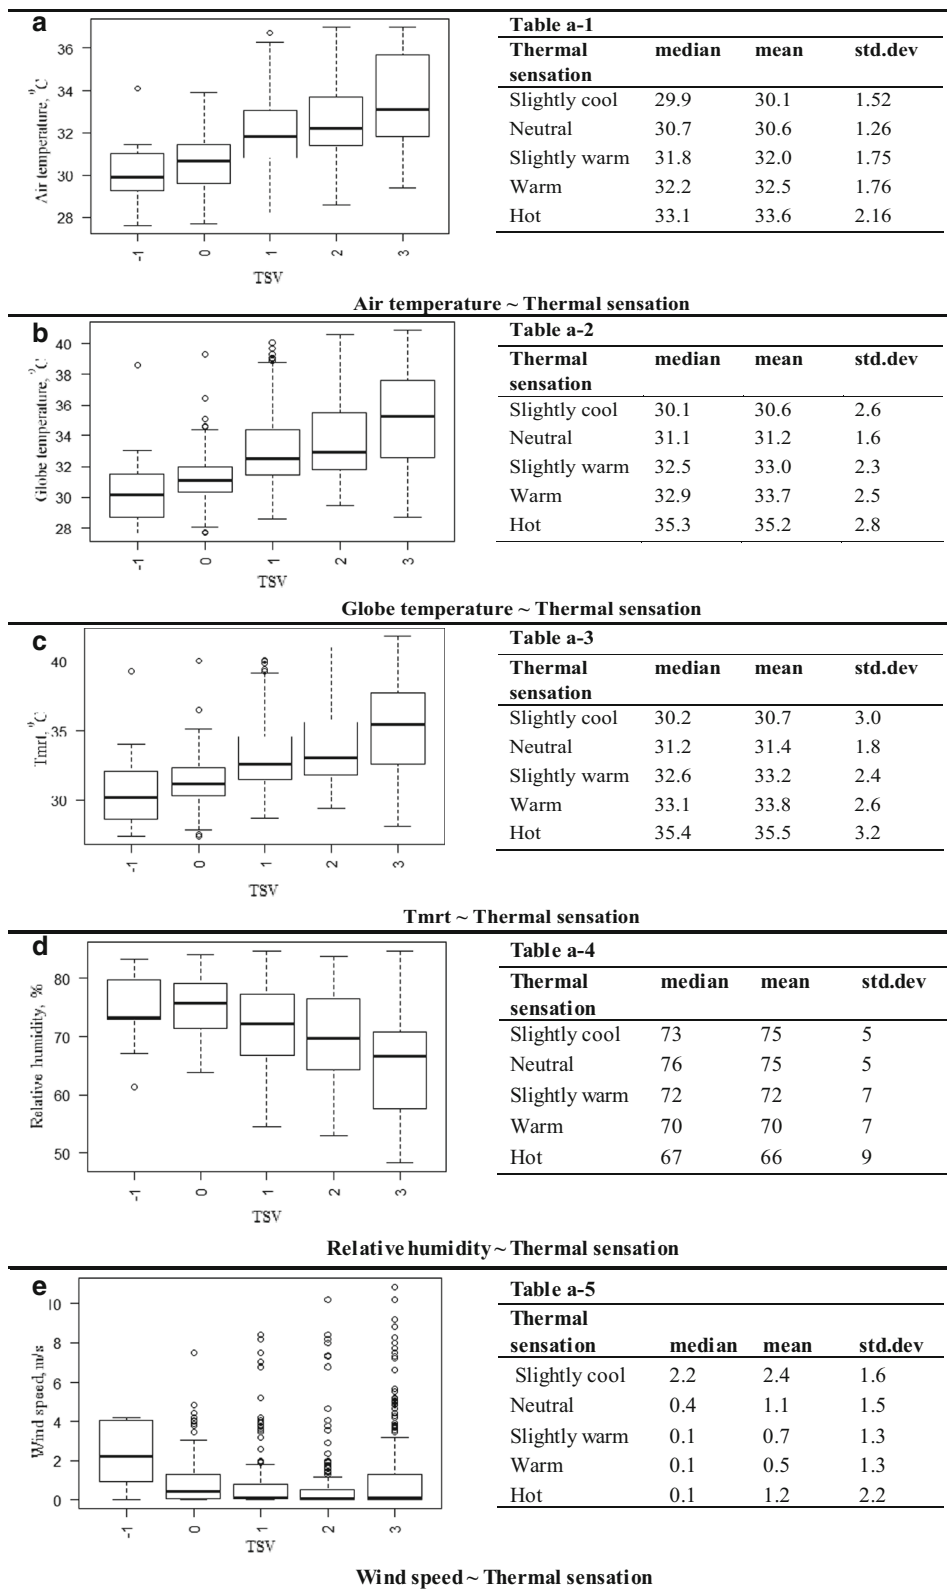 a
Air temperature, °C
36
34
32
30
28
-1 0 1 2 3
TSV
Table a-1
Thermal sensation median mean std.dev
Slightly cool 29.9 30.1 1.52
Neutral 30.7 30.6 1.26
Slightly warm 31.8 32.0 1.75
Warm 32.2 32.5 1.76
Hot 33.1 33.6 2.16
Air temperature ~ Thermal sensation
b
Globe temperature, °C
40
38
36
34
32
30
28
-1 0 1 2 3
TSV
Table a-2
Thermal sensation median mean std.dev
Slightly cool 30.1 30.6 2.6
Neutral 31.1 31.2 1.6
Slightly warm 32.5 33.0 2.3
Warm 32.9 33.7 2.5
Hot 35.3 35.2 2.8
Globe temperature ~ Thermal sensation
c
Tmrt, °C
40
35
30
-1 0 1 2 3
TSV
Table a-3
Thermal sensation median mean std.dev
Slightly cool 30.2 30.7 3.0
Neutral 31.2 31.4 1.8
Slightly warm 32.6 33.2 2.4
Warm 33.1 33.8 2.6
Hot 35.4 35.5 3.2
Tmrt ~ Thermal sensation
d
Relative humidity, %
80
70
60
50
-1 0 1 2 3
TSV
Table a-4
Thermal sensation median mean std.dev
Slightly cool 73 75 5
Neutral 76 75 5
Slightly warm 72 72 7
Warm 70 70 7
Hot 67 66 9
Relative humidity ~ Thermal sensation
e
Wind speed, m/s
10
8
6
4
2
0
-1 0 1 2 3
TSV
Table a-5
Thermal sensation median mean std.dev
Slightly cool 2.2 2.4 1.6
Neutral 0.4 1.1 1.5
Slightly warm 0.1 0.7 1.3
Warm 0.1 0.5 1.3
Hot 0.1 1.2 2.2
Wind speed ~ Thermal sensation